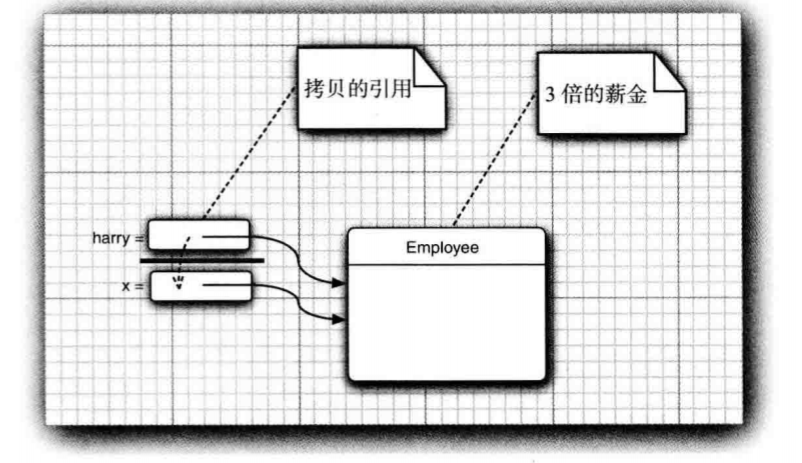 拷贝的引用
3 倍的薪金
harry =
Employee
x =